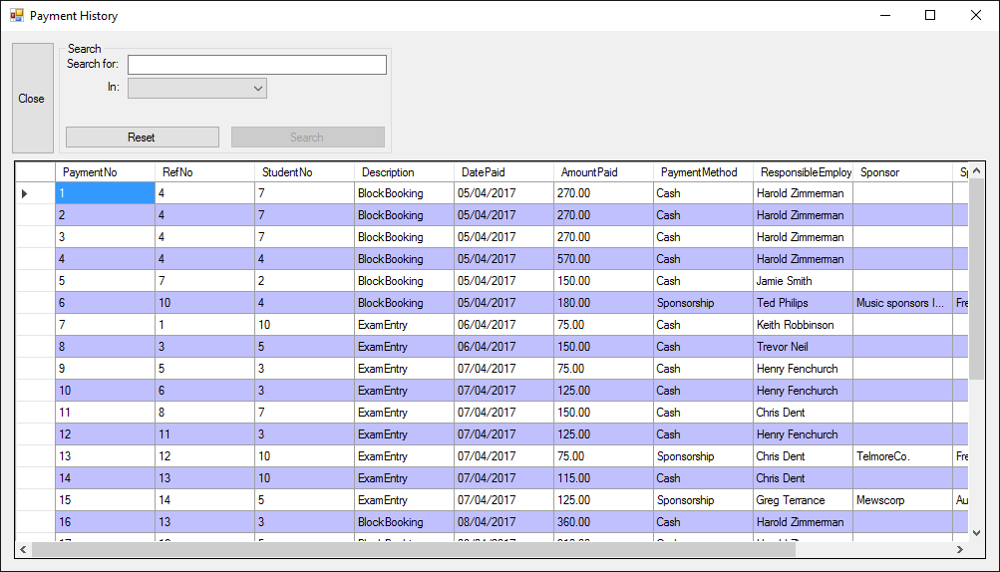 Payment History
Search
Search for:
In:
Close
Reset Search
PaymentNo RefNo StudentNo Description DatePaid AmountPaid PaymentMethod ResponsibleEmploy Sponsor
1 4 7 BlockBooking 05/04/2017 270.00 Cash Harold Zimmerman
2 4 7 BlockBooking 05/04/2017 270.00 Cash Harold Zimmerman
3 4 7 BlockBooking 05/04/2017 270.00 Cash Harold Zimmerman
4 4 4 BlockBooking 05/04/2017 570.00 Cash Harold Zimmerman
5 7 2 BlockBooking 05/04/2017 150.00 Cash Jamie Smith
6 10 4 BlockBooking 05/04/2017 180.00 Sponsorship Ted Philips Music sponsors I... Fre
7 1 10 ExamEntry 06/04/2017 75.00 Cash Keith Robbinson
8 3 5 ExamEntry 06/04/2017 150.00 Cash Trevor Neil
9 5 3 ExamEntry 07/04/2017 75.00 Cash Henry Fenchurch
10 6 3 ExamEntry 07/04/2017 125.00 Cash Henry Fenchurch
11 8 7 ExamEntry 07/04/2017 150.00 Cash Chris Dent
12 11 3 ExamEntry 07/04/2017 125.00 Cash Henry Fenchurch
13 12 10 ExamEntry 07/04/2017 75.00 Sponsorship Chris Dent TelmoreCo. Fre
14 13 10 ExamEntry 07/04/2017 115.00 Cash Chris Dent
15 14 5 ExamEntry 07/04/2017 125.00 Sponsorship Greg Terrance Mewscorp Au
16 13 3 BlockBooking 08/04/2017 360.00 Cash Harold Zimmerman